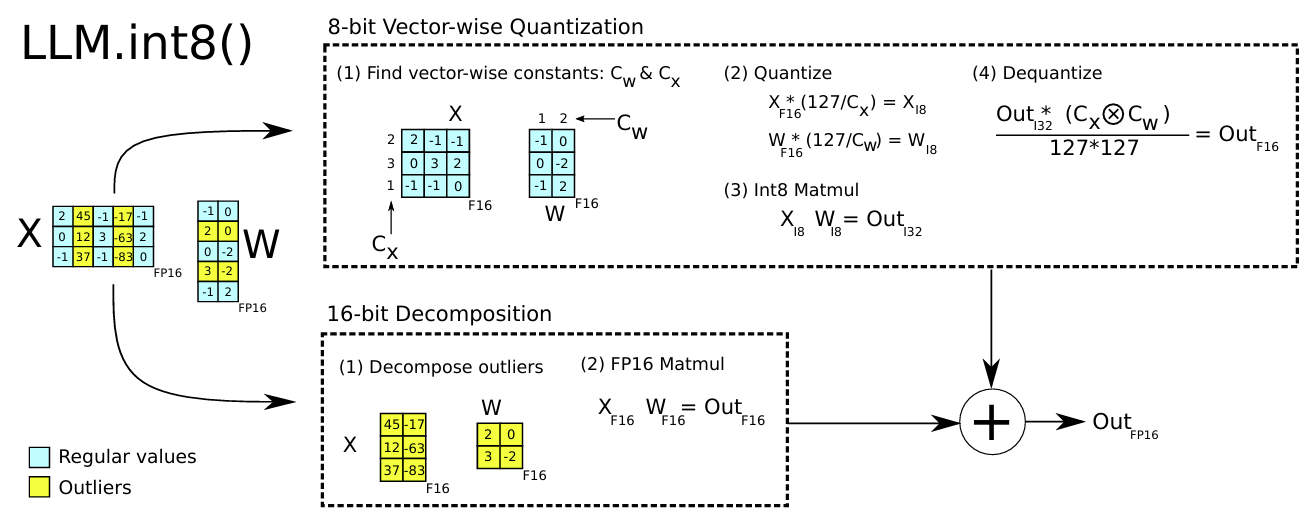 LLM.int8()
X
2 45 -1 -17 -1
0 12 3 -63 2
-1 37 -1 -83 0
FP16
W
-1 0
2 0
0 -2
3 -2
-1 2
FP16
Regular values
Outliers
8-bit Vector-wise Quantization
(1) Find vector-wise constants: Cw & Cx
X
2 2 -1 -1
3 0 3 2
1 -1 -1 0
F16
Cx
1 2
Cw
-1 0
0 -2
-1 2
F16
W
(2) Quantize
XF16 * (127/Cx) = XI8
WF16 * (127/Cw) = WI8
(3) Int8 Matmul
XI8 WI8 = OutI32
(4) Dequantize
OutI32 * (Cx⊗Cw)
127*127
= OutF16
16-bit Decomposition
(1) Decompose outliers
X
45 -17
12 -63
37 -83
F16
W
2 0
3 -2
F16
(2) FP16 Matmul
XF16 WF16 = OutF16
+
OutFP16